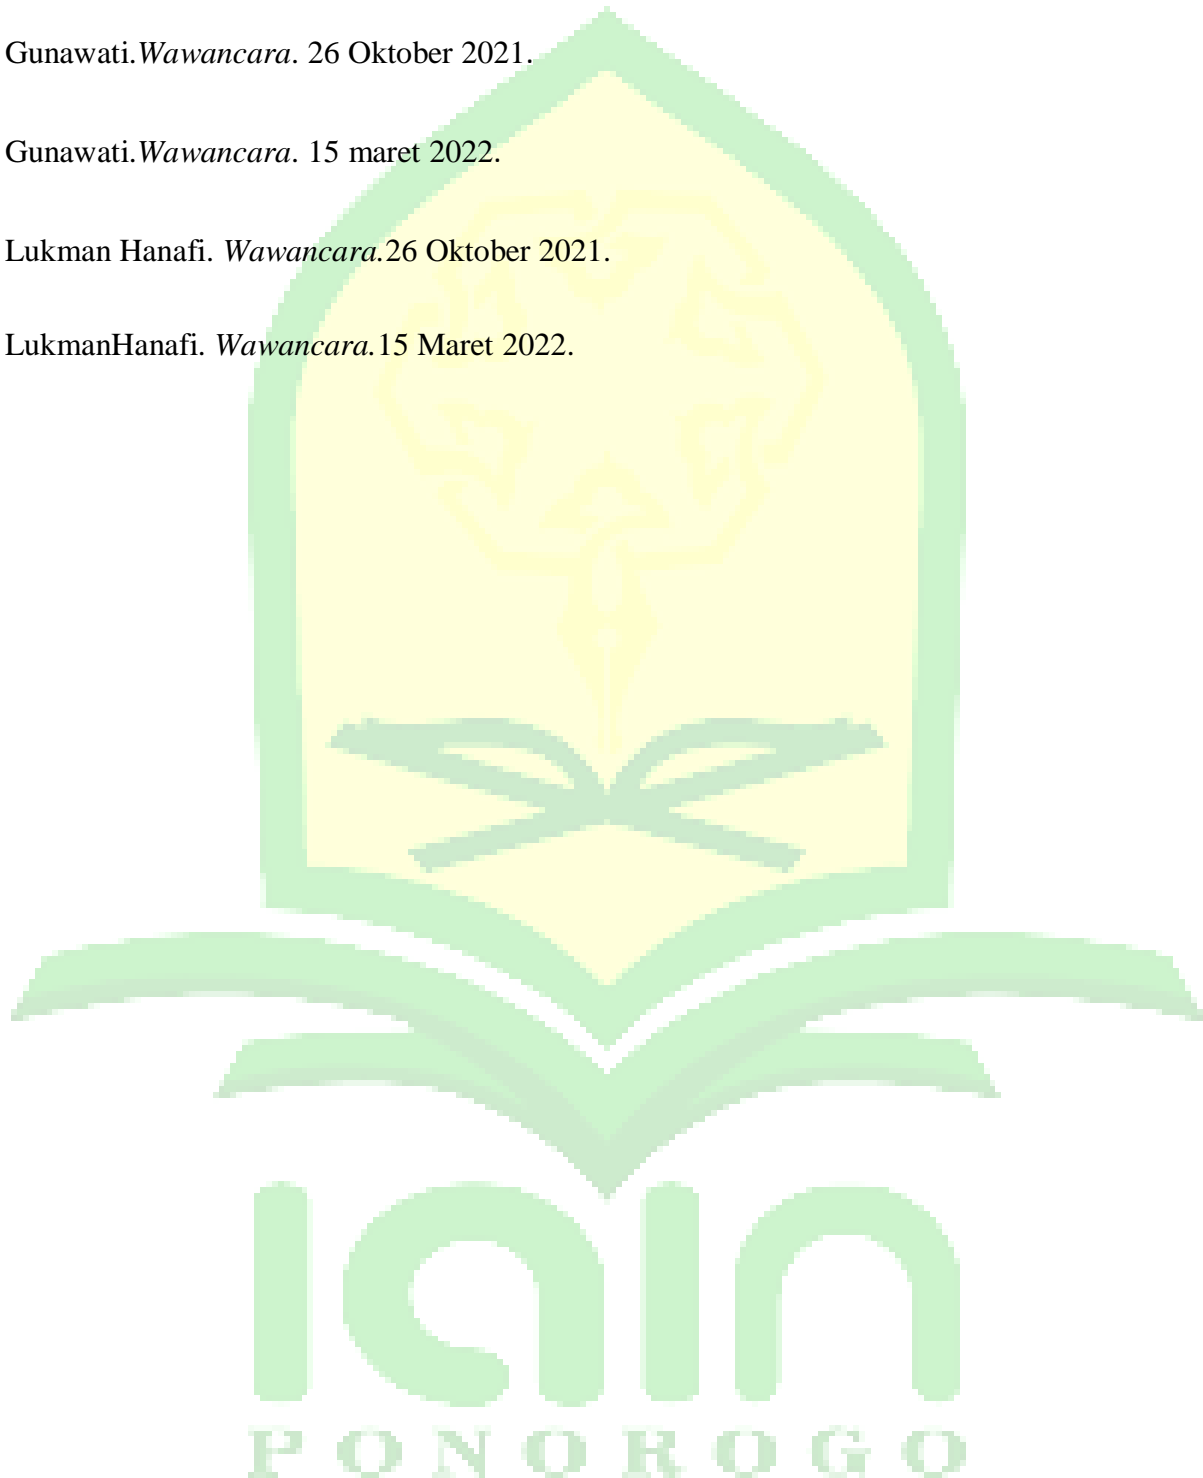 Gunawati.Wawancara. 26 Oktober 2021.
Gunawati.Wawancara. 15 maret 2022.
Lukman Hanafi. Wawancara.26 Oktober 2021.
LukmanHanafi. Wawancara.15 Maret 2022.
iain
PONOROGO